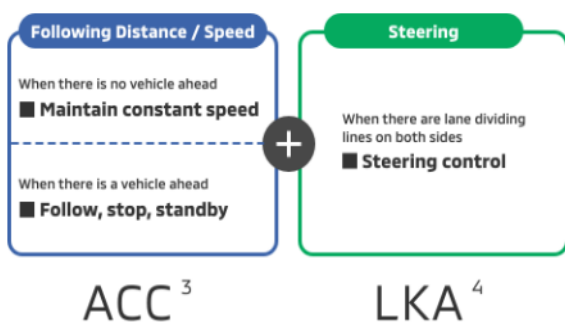 Following Distance / Speed
When there is no vehicle ahead
■ Maintain constant speed
When there is a vehicle ahead
■ Follow, stop, standby
+
Steering
When there are lane dividing
lines on both sides
■ Steering control
ACC 3
LKA 4